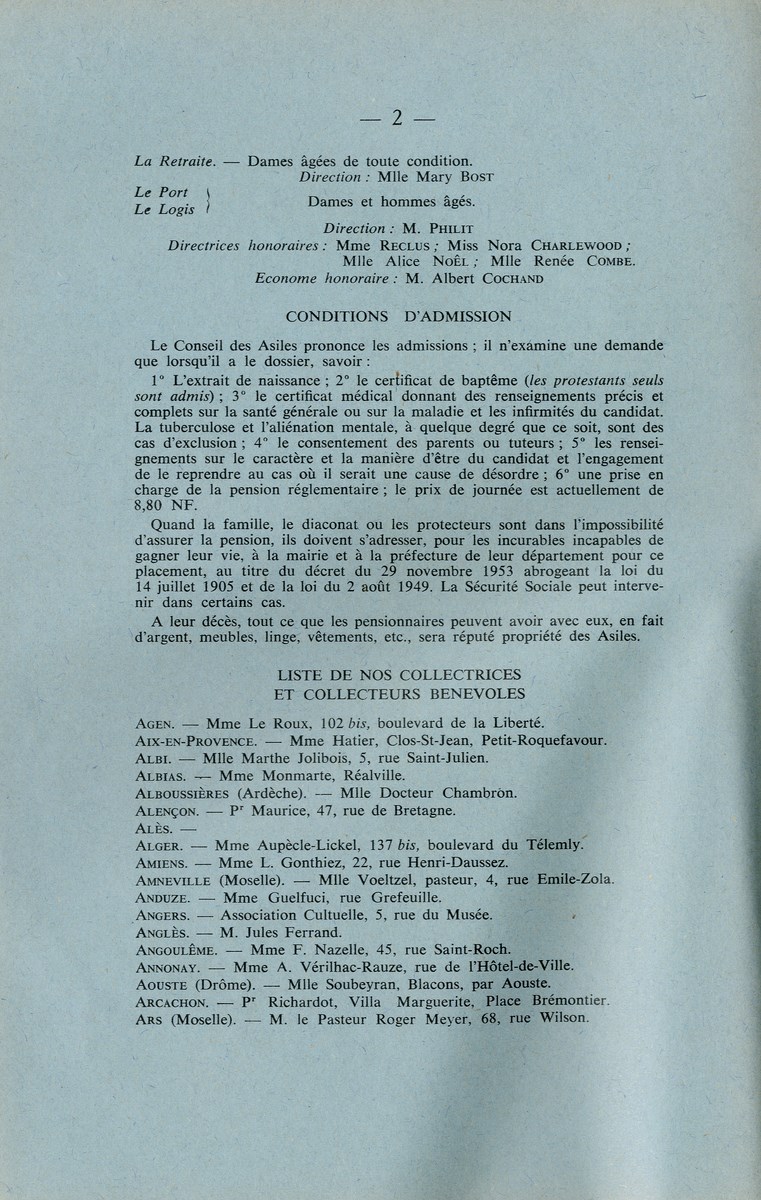 — 2 —
La Retraite. — Dames âgées de toute condition.
Direction : Mlle Mary BOST
Le Port
Le Logis } Dames et hommes âgés.
Direction : M. PHILIT
Directrices honoraires : Mme RECLUS ; Miss Nora CHARLEWOOD ;
Mlle Alice NOÊL ; Mlle Renée COMBE.
Econome honoraire : M. Albert COCHAND
CONDITIONS D'ADMISSION
Le Conseil des Asiles prononce les admissions ; il n'examine une demande
que lorsqu'il a le dossier, savoir :
1° L'extrait de naissance ; 2° le certificat de baptême (les protestants seuls
sont admis) ; 3° le certificat médical donnant des renseignements précis et
complets sur la santé générale ou sur la maladie et les infirmités du candidat.
La tuberculose et l'aliénation mentale, à quelque degré que ce soit, sont des
cas d'exclusion ; 4° le consentement des parents ou tuteurs ; 5° les rensei-
gnements sur le caractère et la manière d'être du candidat et l'engagement
de le reprendre au cas où il serait une cause de désordre ; 6° une prise en
charge de la pension réglementaire ; le prix de journée est actuellement de
8,80 NF.
Quand la famille, le diaconat ou les protecteurs sont dans l'impossibilité
d'assurer la pension, ils doivent s'adresser, pour les incurables incapables de
gagner leur vie, à la mairie et à la préfecture de leur département pour ce
placement, au titre du décret du 29 novembre 1953 abrogeant la loi du
14 juillet 1905 et de la loi du 2 août 1949. La Sécurité Sociale peut interve-
nir dans certains cas.
A leur décès, tout ce que les pensionnaires peuvent avoir avec eux, en fait
d'argent, meubles, linge, vêtements, etc., sera réputé propriété des Asiles.
LISTE DE NOS COLLECTRICES
ET COLLECTEURS BENEVOLES
AGEN. — Mme Le Roux, 102 bis, boulevard de la Liberté.
AIX-EN-PROVENCE. — Mme Hatier, Clos-St-Jean, Petit-Roquefavour.
ALBI. — Mlle Marthe Jolibois, 5, rue Saint-Julien.
ALBIAS. — Mme Monmarte, Réalville.
ALBOUSSIÈRES (Ardèche). — Mlle Docteur Chambron.
ALENÇON. — Pr Maurice, 47, rue de Bretagne.
ALÈS. —
ALGER. — Mme Aupècle-Lickel, 137 bis, boulevard du Télemly.
AMIENS. — Mme L. Gonthiez, 22, rue Henri-Daussez.
AMNEVILLE (Moselle). — Mlle Voeltzel, pasteur, 4, rue Emile-Zola.
ANDUZE. — Mme Guelfuci, rue Grefeuille.
ANGERS. — Association Cultuelle, 5, rue du Musée.
ANGLÈS. — M. Jules Ferrand.
ANGOULÊME. — Mme F. Nazelle, 45, rue Saint-Roch.
ANNONAY. — Mme A. Vérilhac-Rauze, rue de l'Hôtel-de-Ville.
AOUSTE (Drôme). — Mlle Soubeyran, Blacons, par Aouste.
ARCACHON. — Pr Richardot, Villa Marguerite, Place Brémontier.
ARS (Moselle). — M. le Pasteur Roger Meyer, 68, rue Wilson.